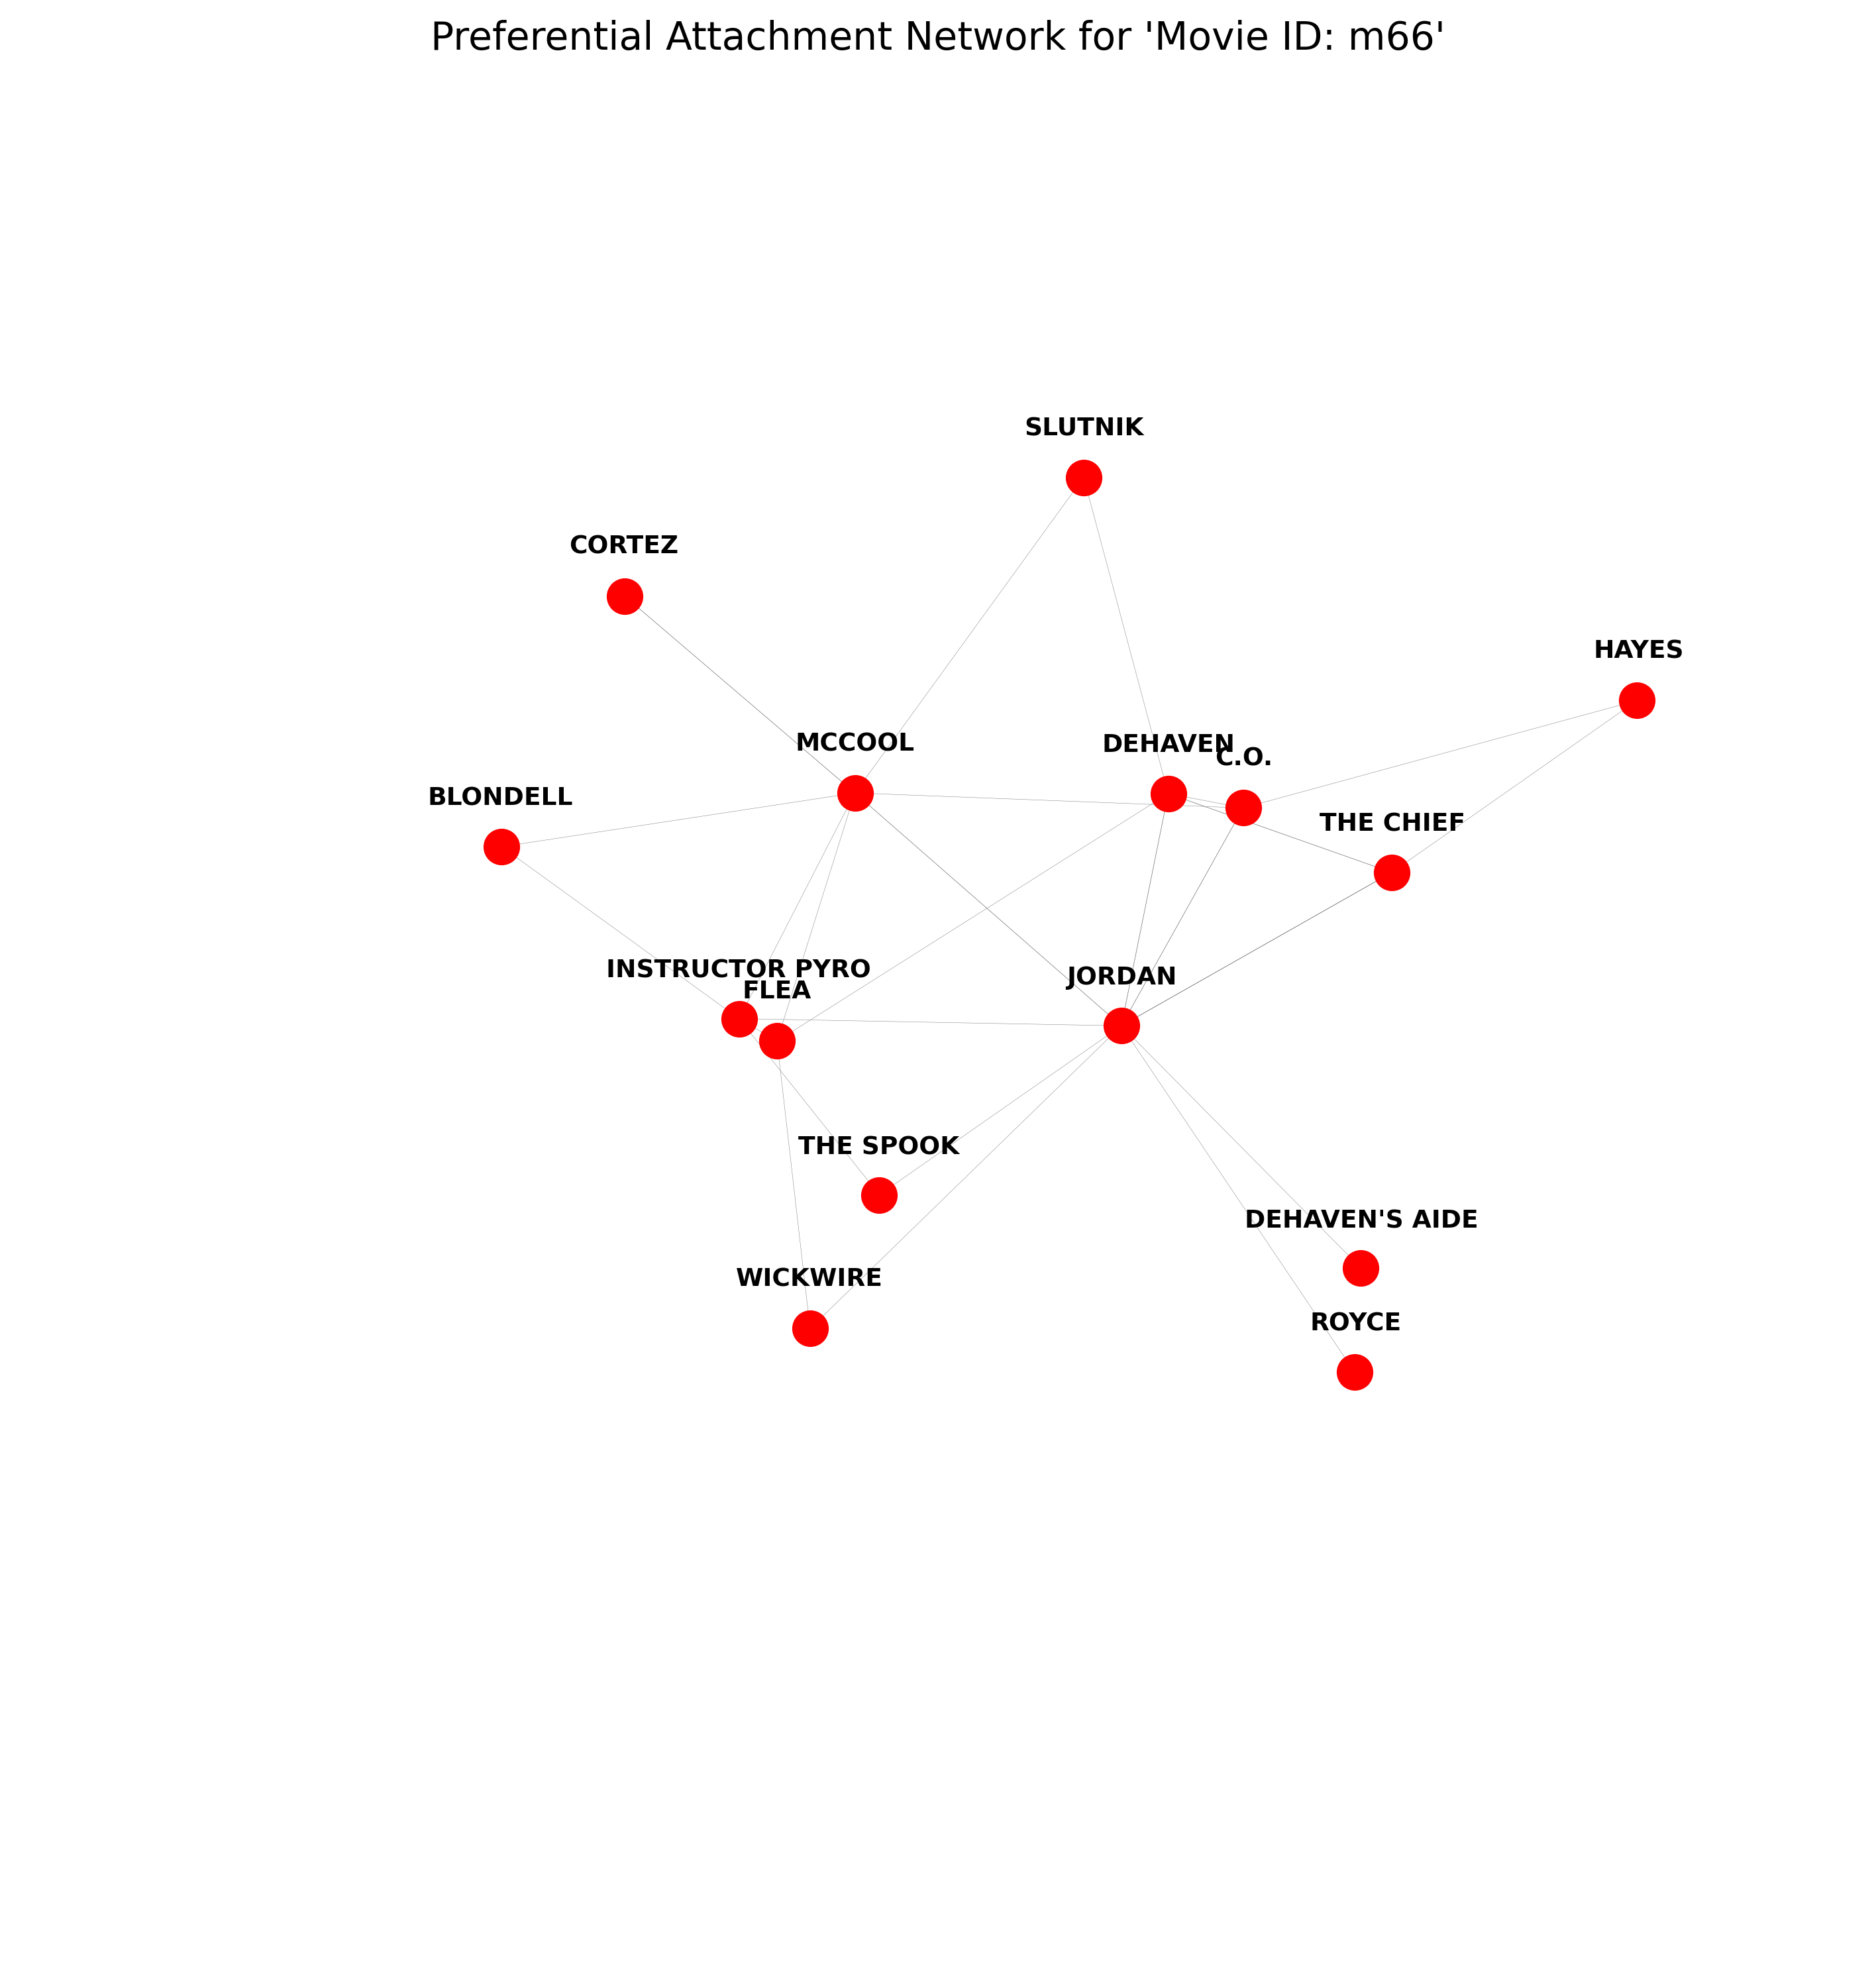 Preferential Attachment Network for 'Movie ID: m66'
SLUTNIK
CORTEZ
HAYES
MCCOOL
DEHAVEN
C.O.
BLONDELL
THE CHIEF
INSTRUCTOR PYRO
JORDAN
FLEA
THE SPOOK
DEHAVEN'S AIDE
WICKWIRE
ROYCE